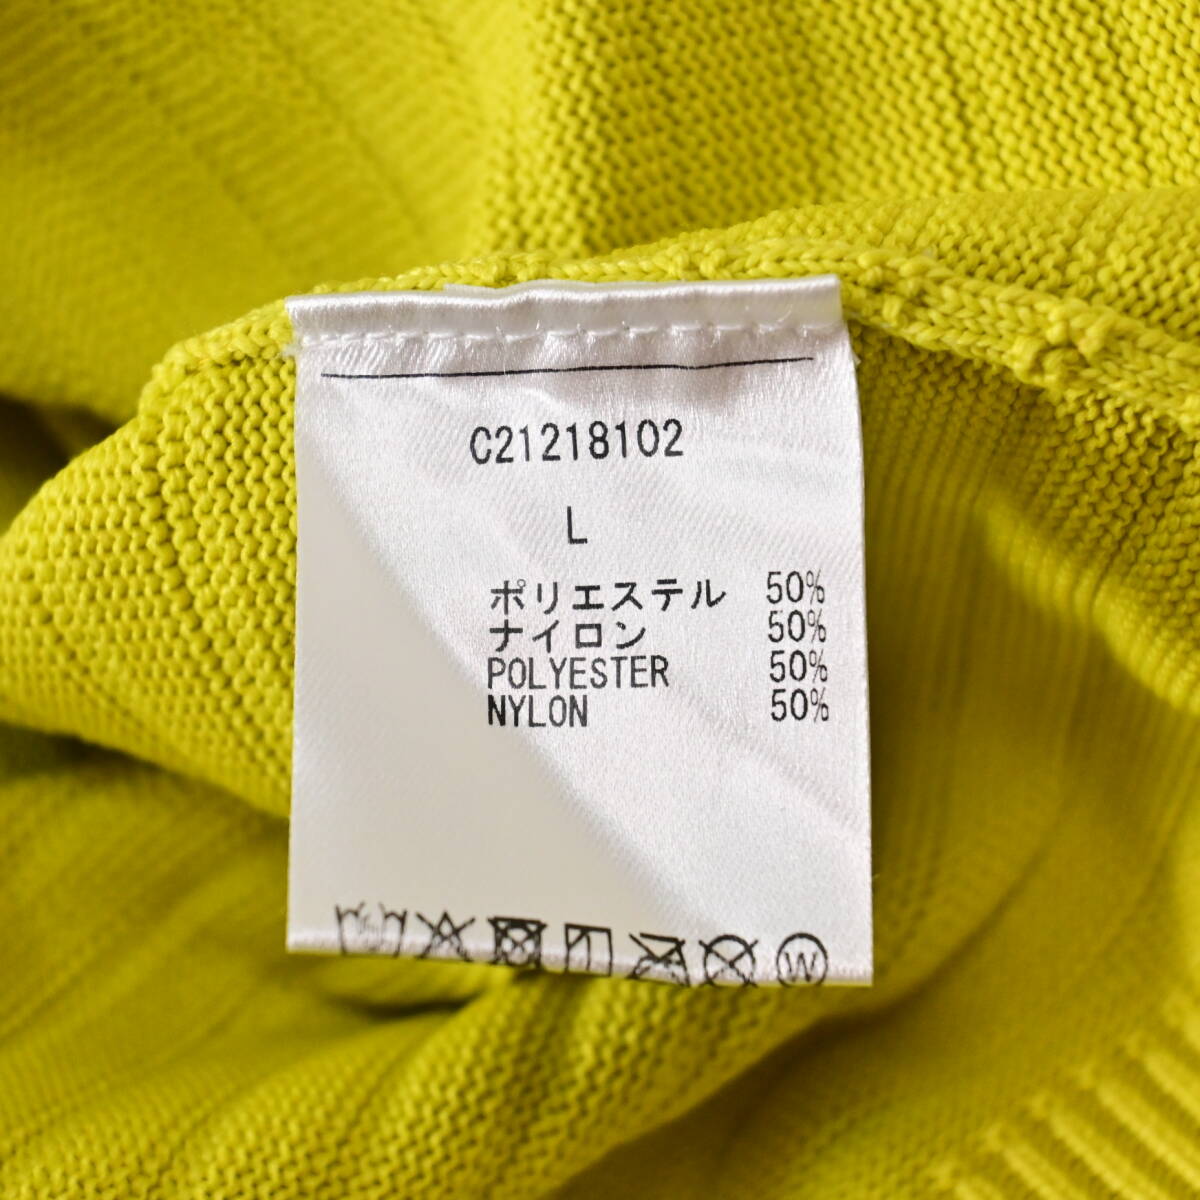 C21218102
L
ポリエステル 50%
ナイロン 50%
POLYESTER 50%
NYLON 50%
W